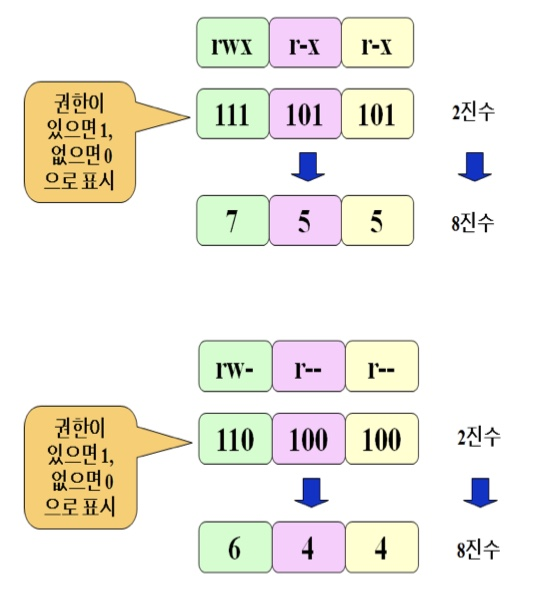 rwx r-x r-x
권한이
있으면 1,
없으면 0
으로 표시
111 101 101 2진수
7 5 5 8진수
rw- r-- r--
권한이
있으면 1,
없으면 0
으로 표시
110 100 100 2진수
6 4 4 8진수